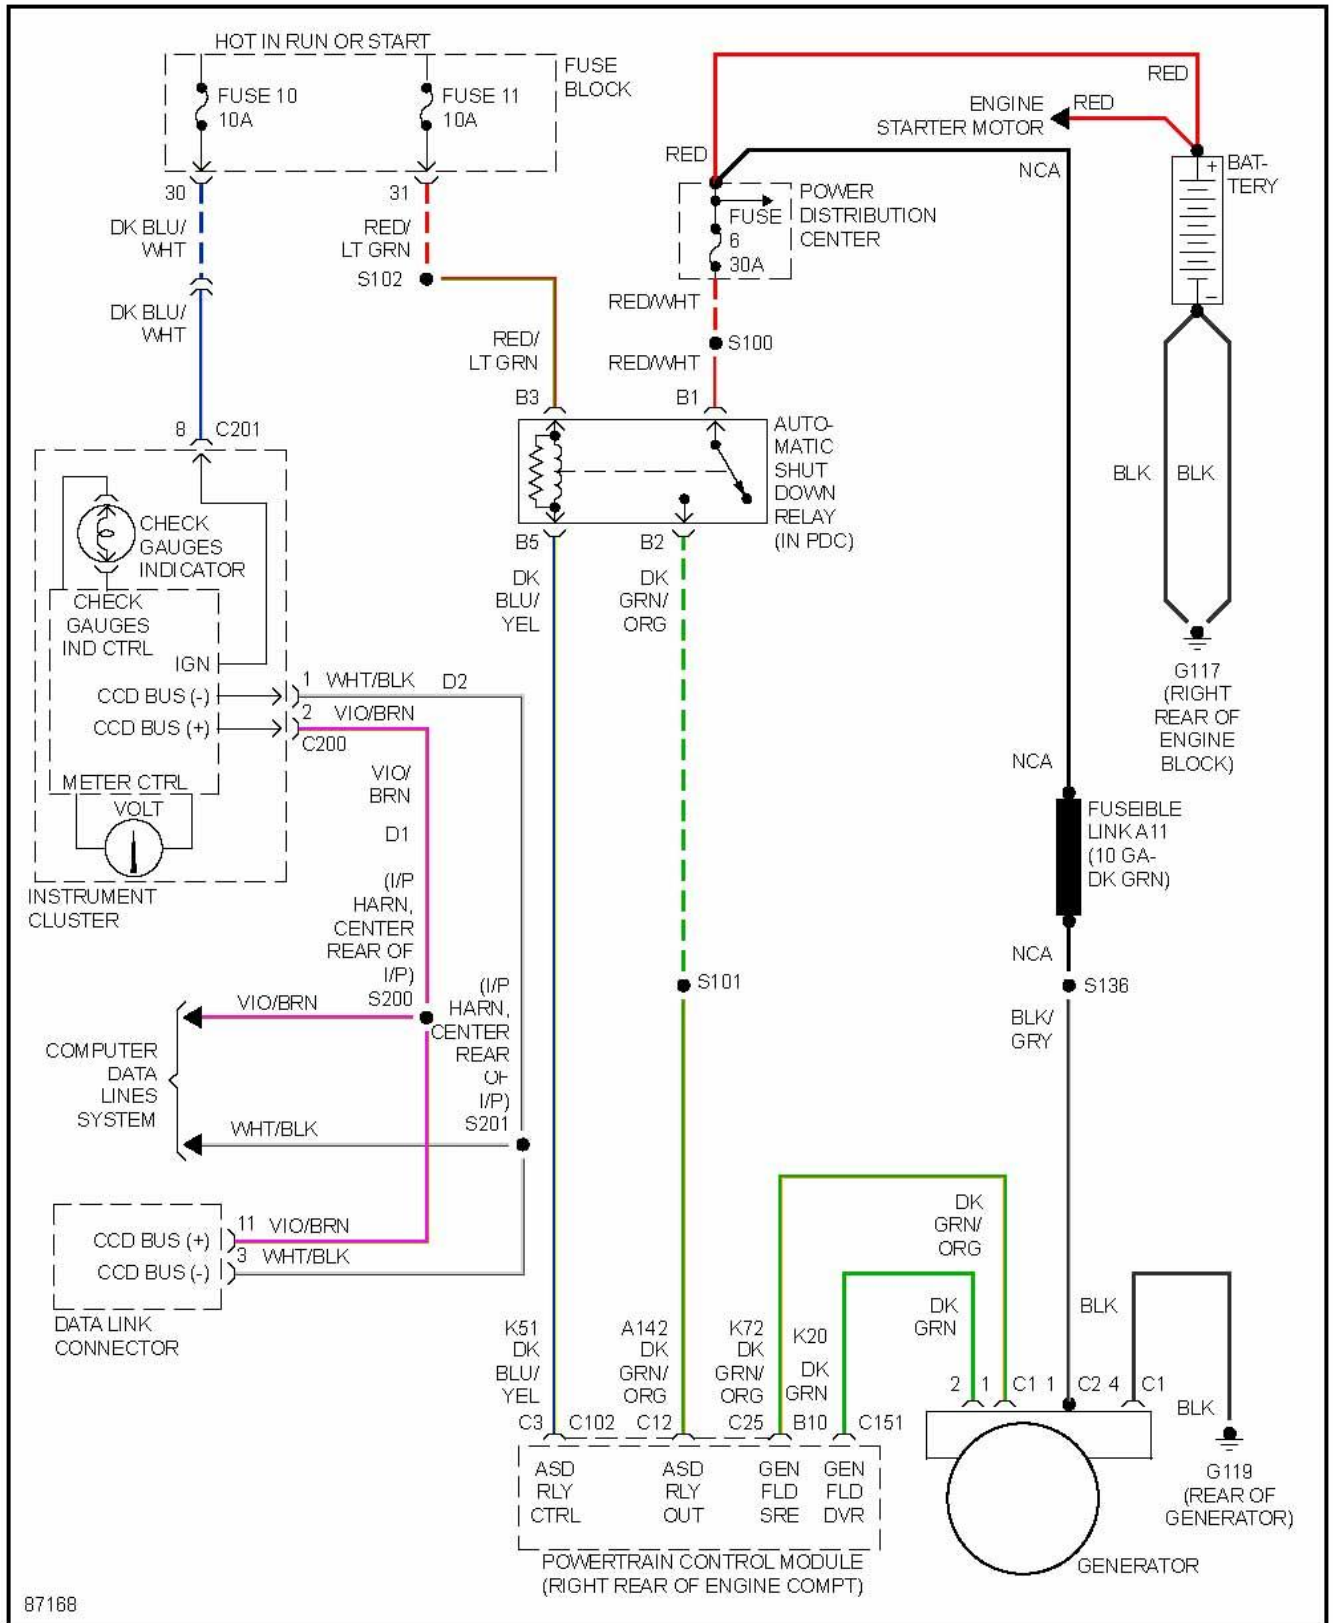 HOT IN RUN OR START
FUSE
BLOCK
FUSE 10
10A
FUSE 11
10A
30
31
DK BLU/
WHT
RED/
LT GRN
S102
DK BLU/
WHT
RED/
LT GRN
B3
8
C201
RED
RED
ENGINE
STARTER MOTOR
RED
NCA
BAT-
TERY
+
–
POWER
DISTRIBUTION
CENTER
FUSE
6
30A
RED/WHT
S100
RED/WHT
B1
AUTO-
MATIC
SHUT
DOWN
RELAY
(IN PDC)
B5
B2
DK
BLU/
YEL
DK
GRN/
ORG
BLK
BLK
G117
(RIGHT
REAR OF
ENGINE
BLOCK)
CHECK
GAUGES
INDICATOR
CHECK
GAUGES
IND CTRL
IGN
CCD BUS (-)
CCD BUS (+)
METER CTRL
VOLT
INSTRUMENT
CLUSTER
1
WHT/BLK
D2
2
VIO/BRN
C200
VIO/
BRN
D1
(I/P
HARN,
CENTER
REAR OF
I/P)
S200
(I/P
HARN,
CENTER
REAR
OF
I/P)
S201
NCA
FUSEIBLE
LINK A11
(10 GA-
DK GRN)
NCA
S136
BLK/
GRY
S101
VIO/BRN
COMPUTER
DATA
LINES
SYSTEM
WHT/BLK
CCD BUS (+)
CCD BUS (-)
11
VIO/BRN
3
WHT/BLK
DATA LINK
CONNECTOR
DK
GRN/
ORG
DK
GRN
BLK
K51
DK
BLU/
YEL
A142
DK
GRN/
ORG
K72
DK
GRN/
ORG
K20
DK
GRN
2
1
C1
1
C2
4
C1
BLK
C3
C102
C12
C25
B10
C151
ASD
RLY
CTRL
ASD
RLY
OUT
GEN
FLD
SRE
GEN
FLD
DVR
POWERTRAIN CONTROL MODULE
(RIGHT REAR OF ENGINE COMPT)
GENERATOR
G119
(REAR OF
GENERATOR)
87168